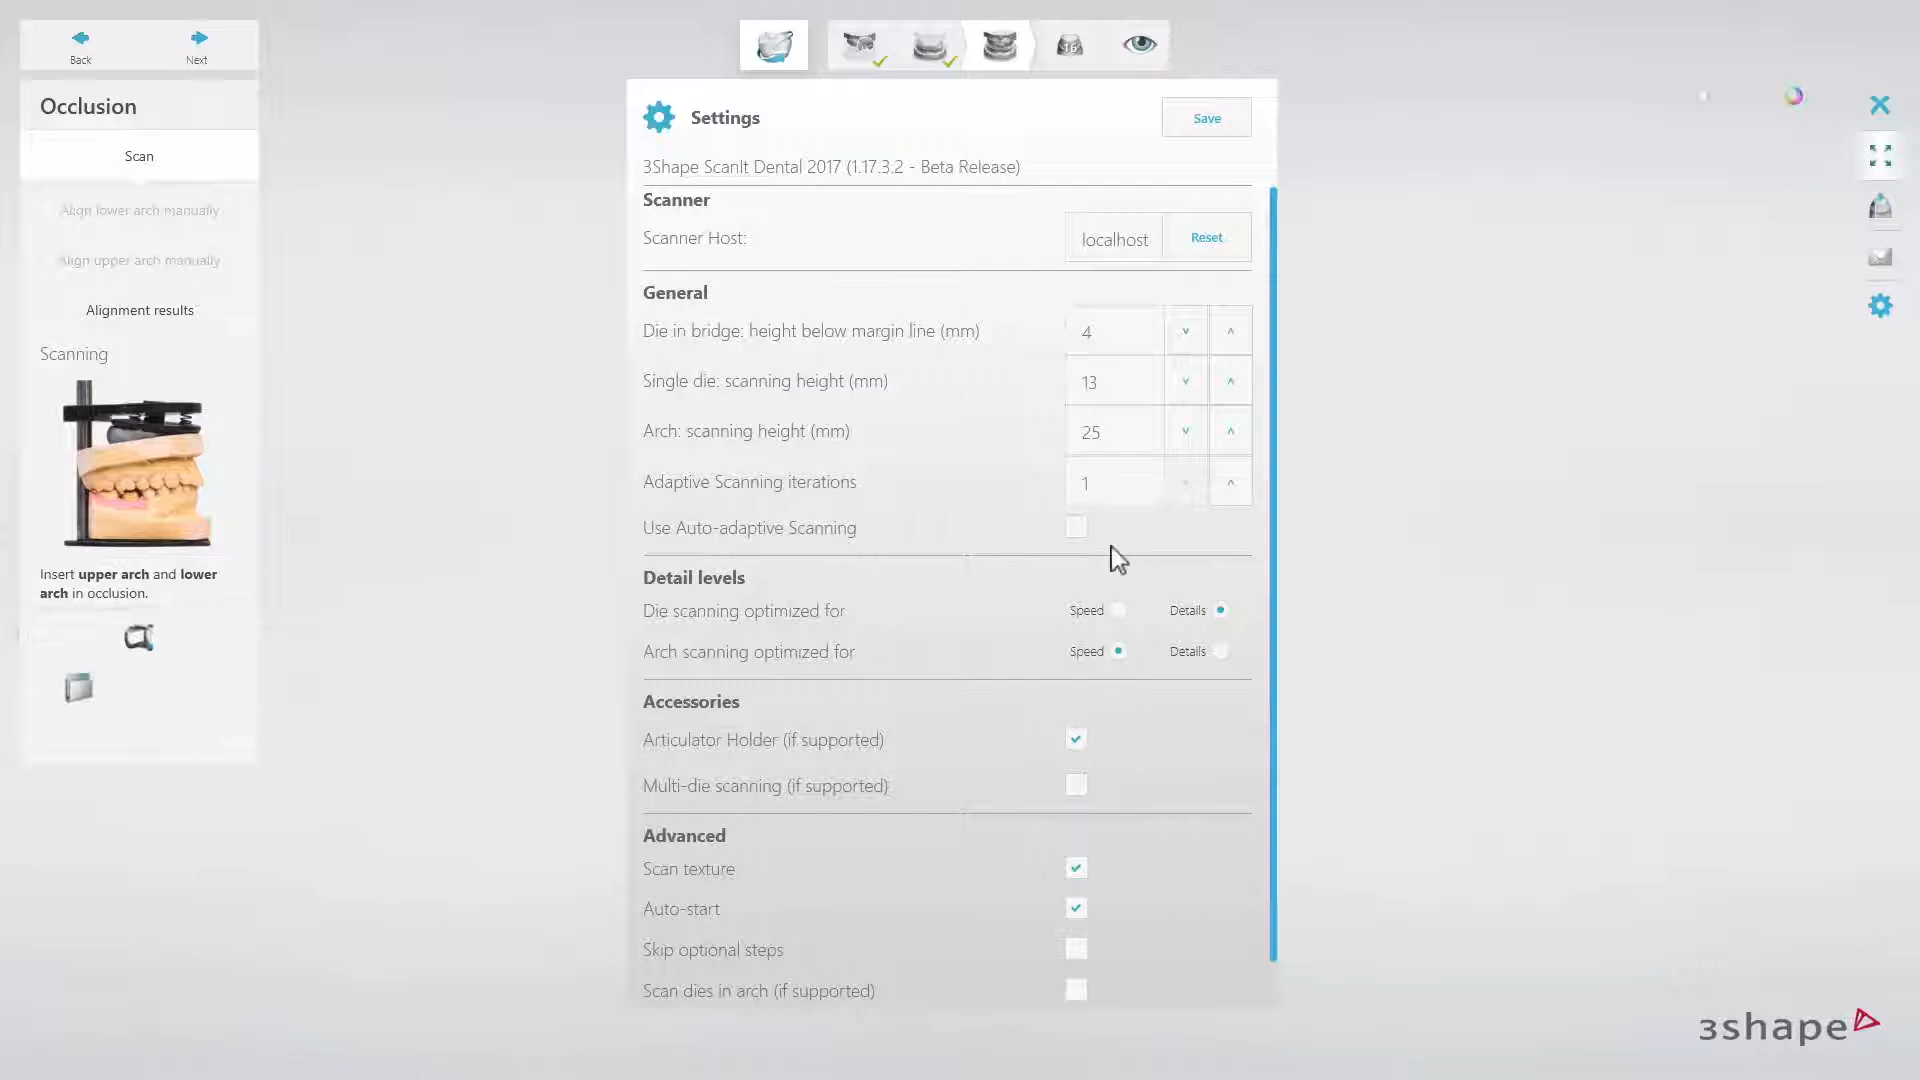 Back
Next
Occlusion
Scan
Align lower arch manually
Align upper arch manually
Alignment results
Scanning
Insert upper arch and lower
arch in occlusion.
16
Settings
Save
3Shape ScanIt Dental 2017 (1.17.3.2 - Beta Release)
Scanner
Scanner Host:
localhost
Reset
General
Die in bridge: height below margin line (mm)
4
Single die: scanning height (mm)
13
Arch: scanning height (mm)
25
Adaptive Scanning iterations
1
Use Auto-adaptive Scanning
Detail levels
Die scanning optimized for
Speed
Details
Arch scanning optimized for
Speed
Details
Accessories
Articulator Holder (if supported)
Multi-die scanning (if supported)
Advanced
Scan texture
Auto-start
Skip optional steps
Scan dies in arch (if supported)
3shape